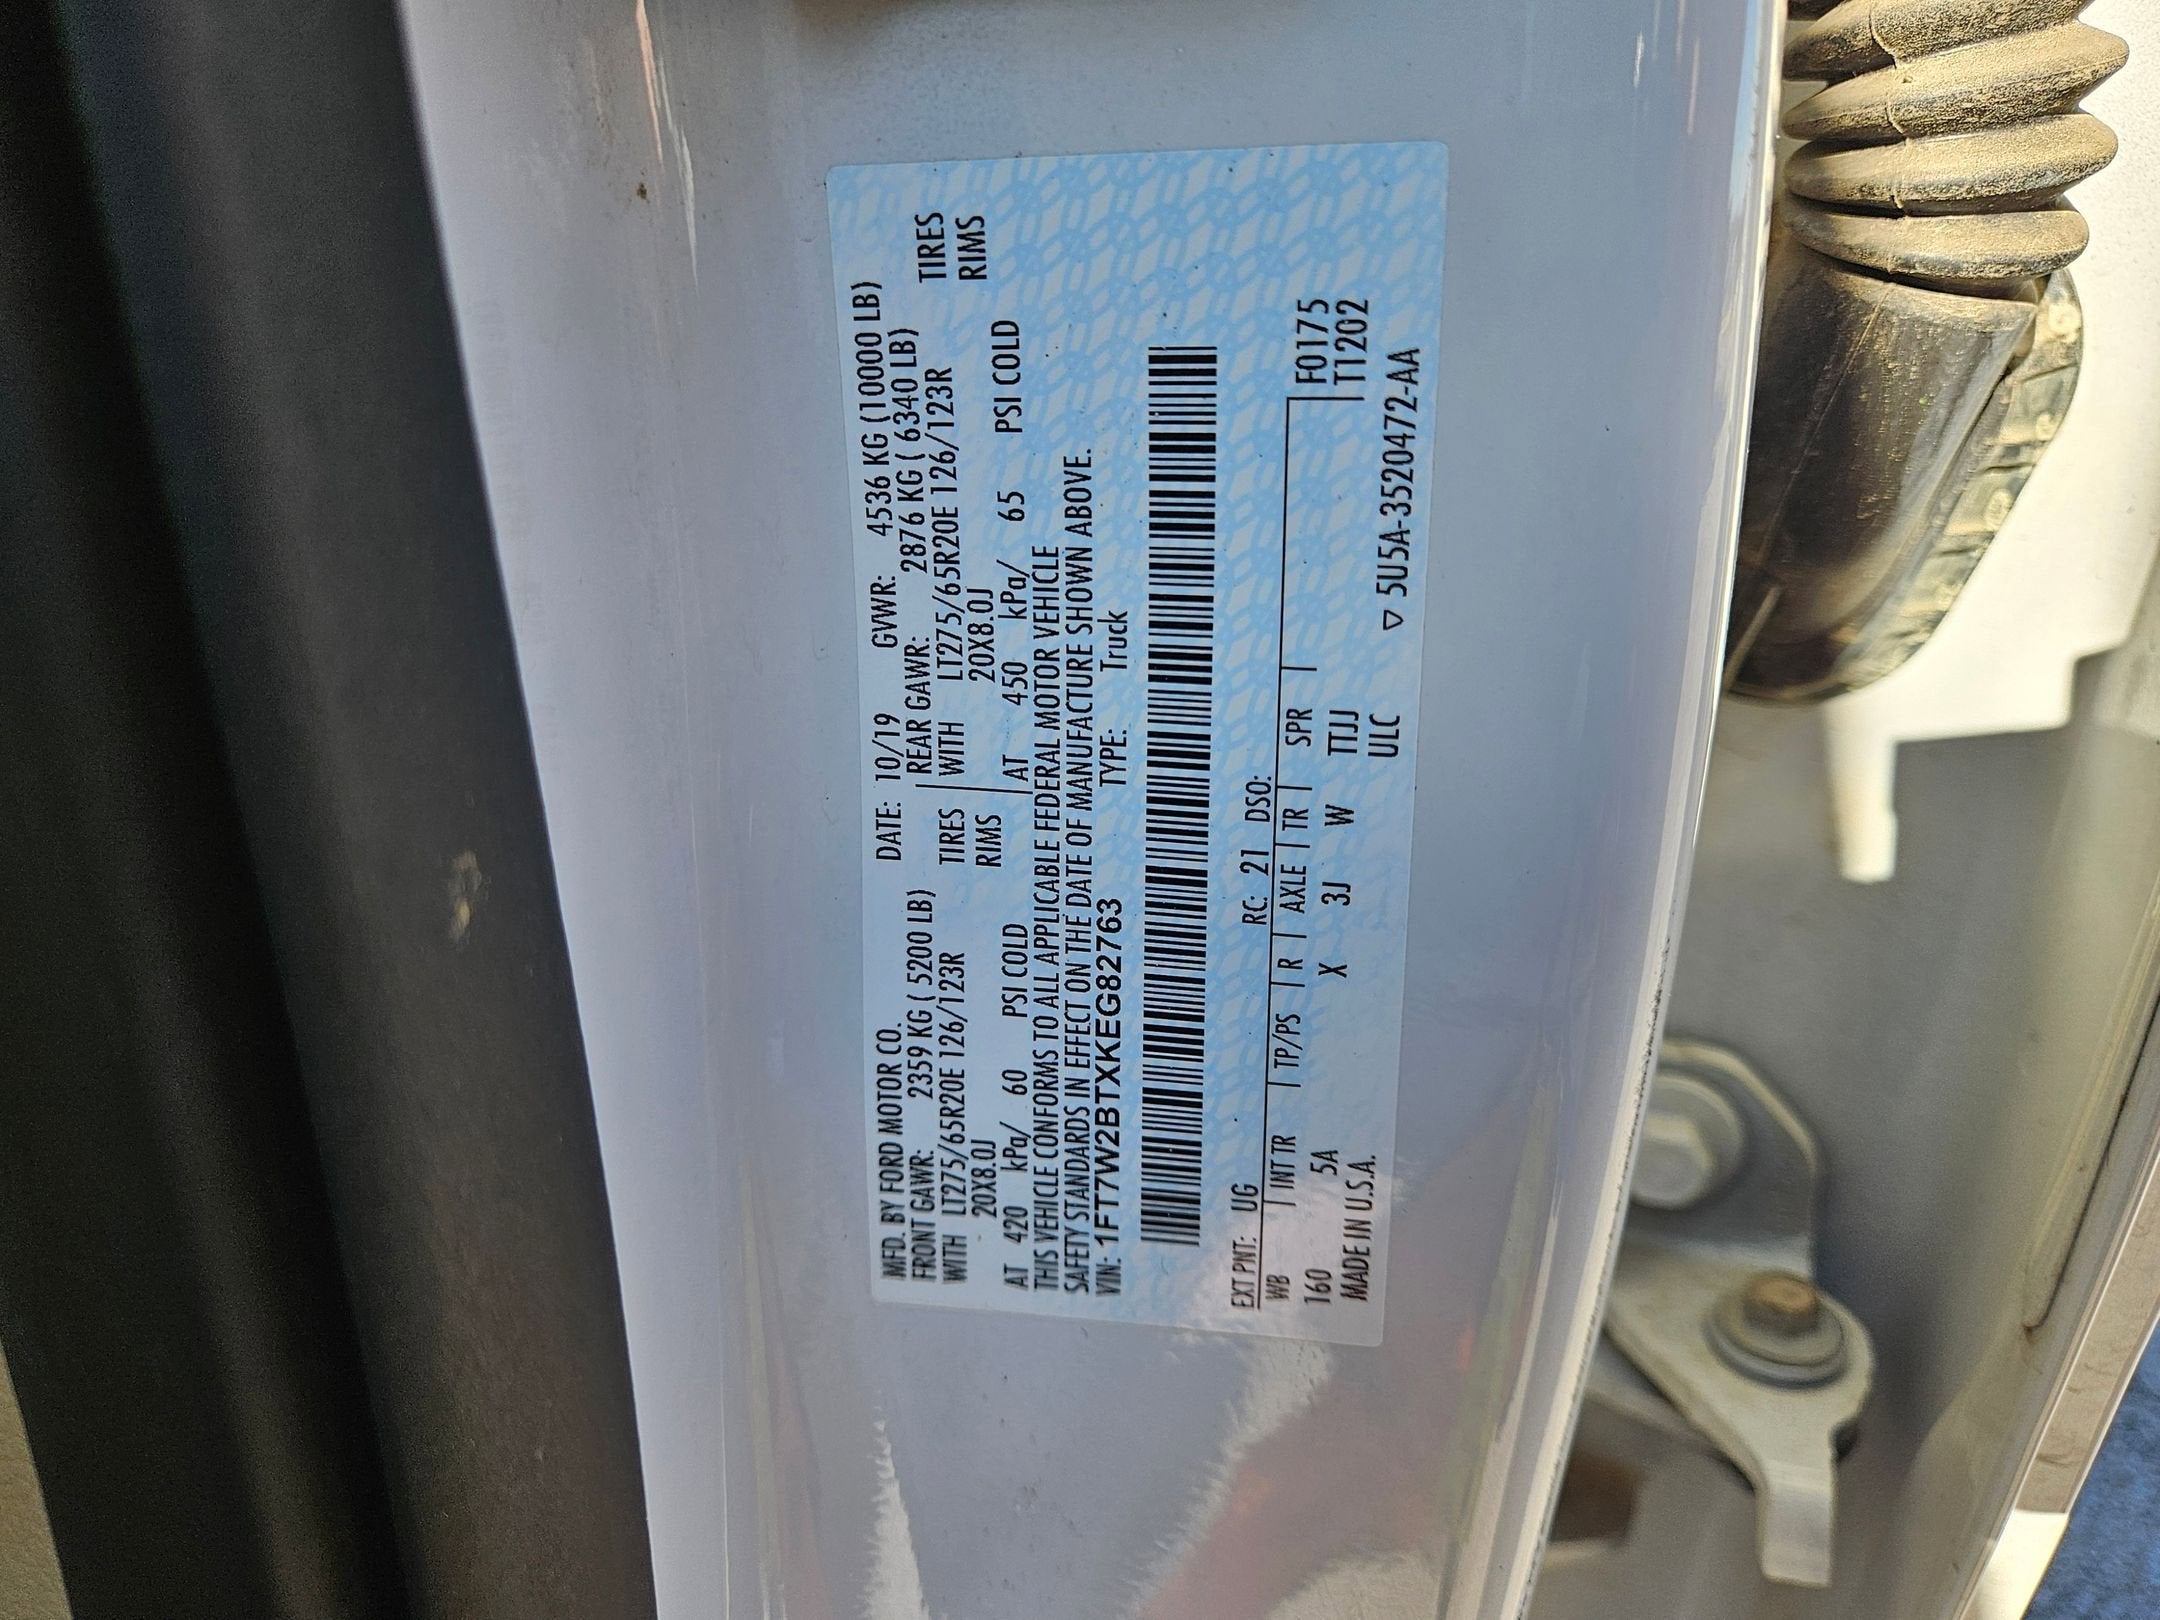 MFD. BY FORD MOTOR CO. DATE: 10/19 GVWR: 4536 KG (10000 LB)
FRONT GAWR: 2359 KG ( 5200 LB) REAR GAWR: 2876 KG ( 6340 LB)
WITH LT275/65R20E 126/123R TIRES WITH LT275/65R20E 126/123R TIRES
20X8.0J RIMS 20X8.0J RIMS
AT 420 kPa/ 60 PSI COLD AT 450 kPa/ 65 PSI COLD
THIS VEHICLE CONFORMS TO ALL APPLICABLE FEDERAL MOTOR VEHICLE
SAFETY STANDARDS IN EFFECT ON THE DATE OF MANUFACTURE SHOWN ABOVE.
VIN: 1FT7W2BTXKEG82763 TYPE: Truck
EXT PNT: UG RC: 21 DSO:
WB | INT TR | TP/PS | R | AXLE | TR | SPR | F0175
160 5A X 3J W TTJJ T1202
MADE IN U.S.A. ULC ▽ 5U5A-3520472-AA